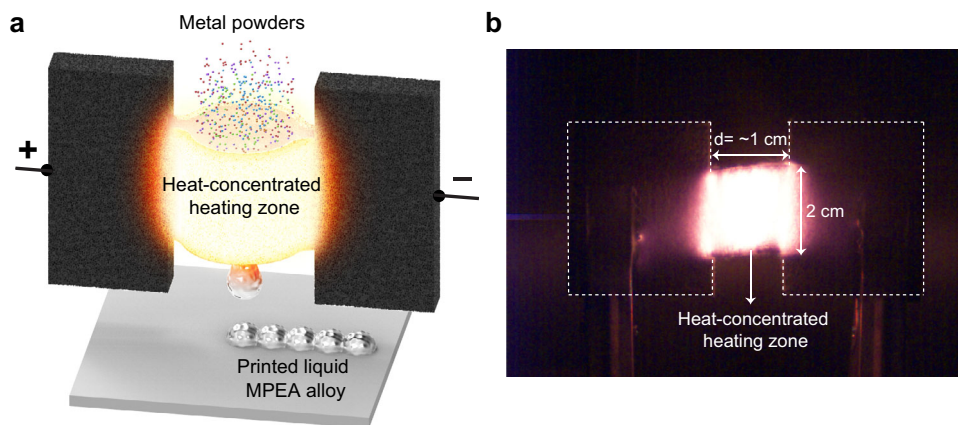 a
Metal powders
+
−
Heat-concentrated
heating zone
Printed liquid
MPEA alloy
b
d= ~1 cm
2 cm
Heat-concentrated
heating zone